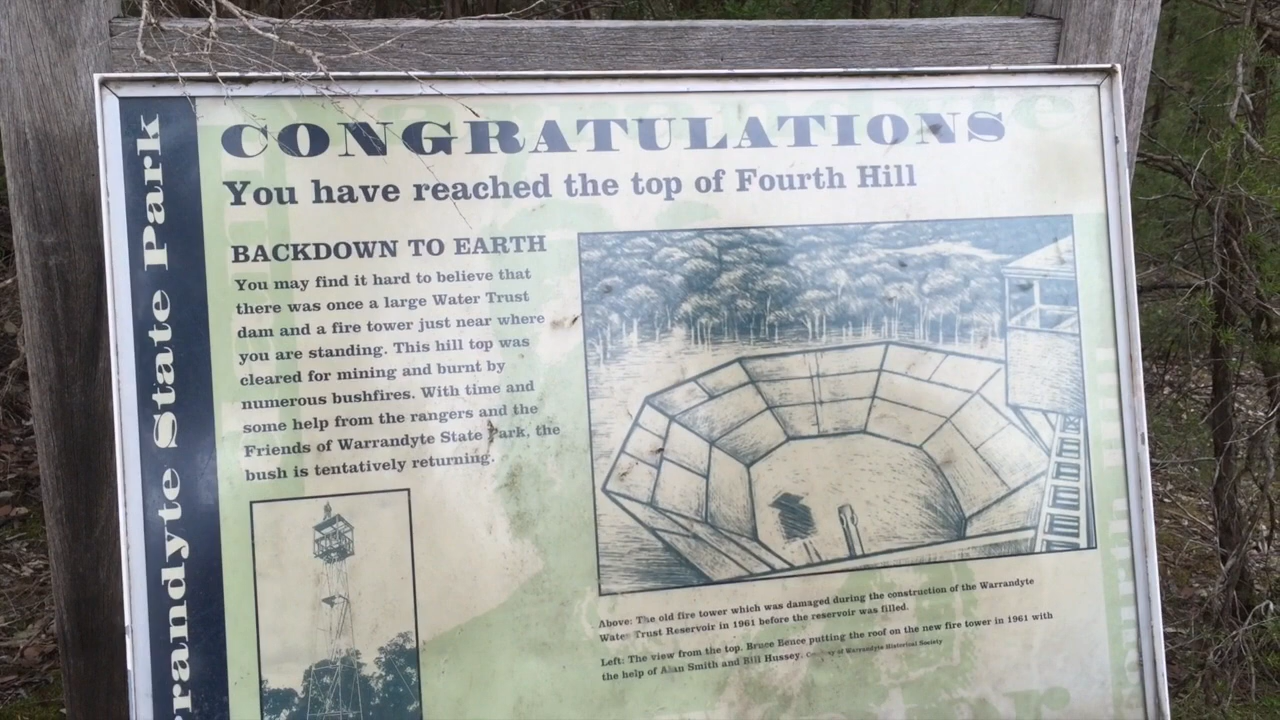 CONGRATULATIONS
You have reached the top of Fourth Hill
BACKDOWN TO EARTH
You may find it hard to believe that
there was once a large Water Trust
dam and a fire tower just near where
you are standing. This hill top was
cleared for mining and burnt by
numerous bushfires. With time and
some help from the rangers and the
Friends of Warrandyte State Park, the
bush is tentatively returning.
Above: The old fire tower which was damaged during the construction of the Warrandyte
Water Trust Reservoir in 1961 before the reservoir was filled.
Left: The view from the top. Bruce Bence putting the roof on the new fire tower in 1961 with
the help of Alan Smith and Bill Hussey. Courtesy of Warrandyte Historical Society
randyte State Park